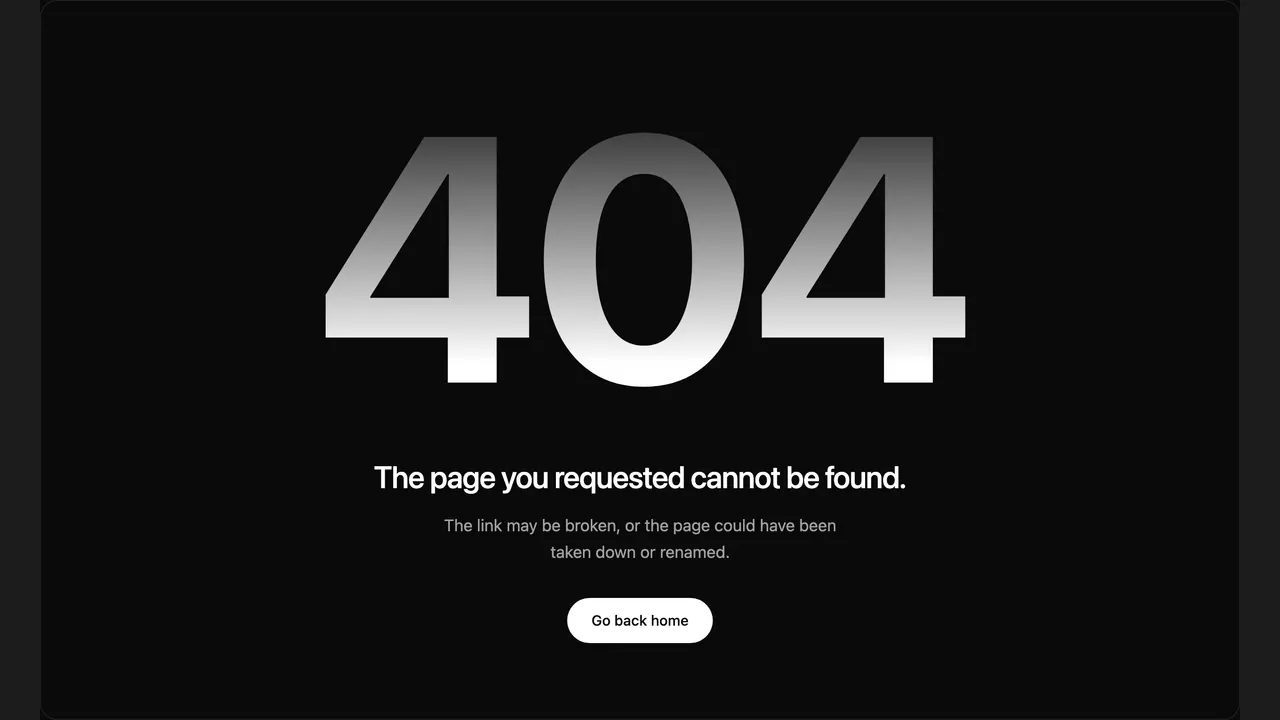 404
The page you requested cannot be found.
The link may be broken, or the page could have been
taken down or renamed.
Go back home